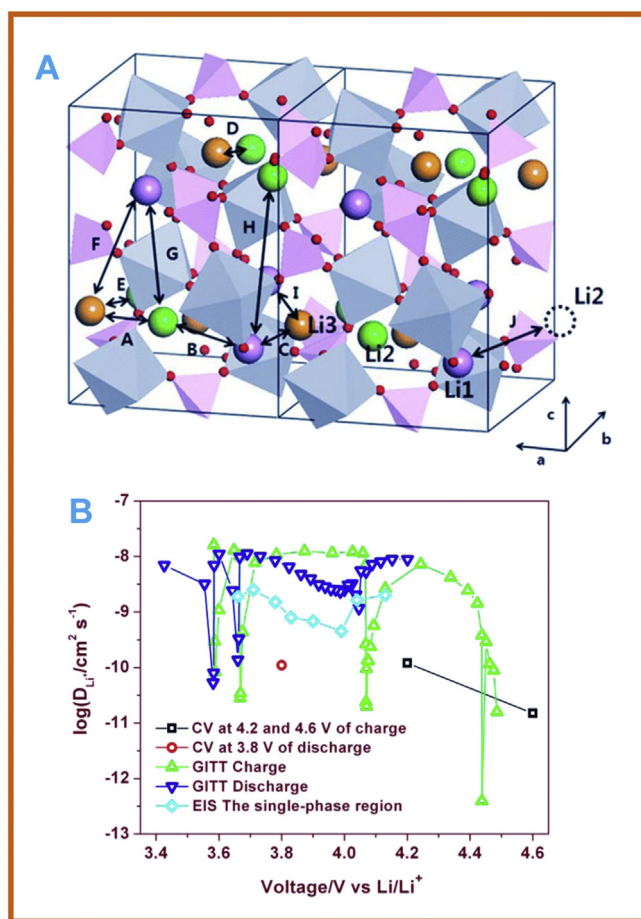 A
D
H
F
G
E
I
Li3
Li2
J
A
B
C
Li2
Li1
c
b
a
B
-7
-8
-9
-10
-11
-12
-13
log(D_Li+/cm² s⁻¹)
CV at 4.2 and 4.6 V of charge
CV at 3.8 V of discharge
GITT Charge
GITT Discharge
EIS The single-phase region
3.4 3.6 3.8 4.0 4.2 4.4 4.6
Voltage/V vs Li/Li⁺